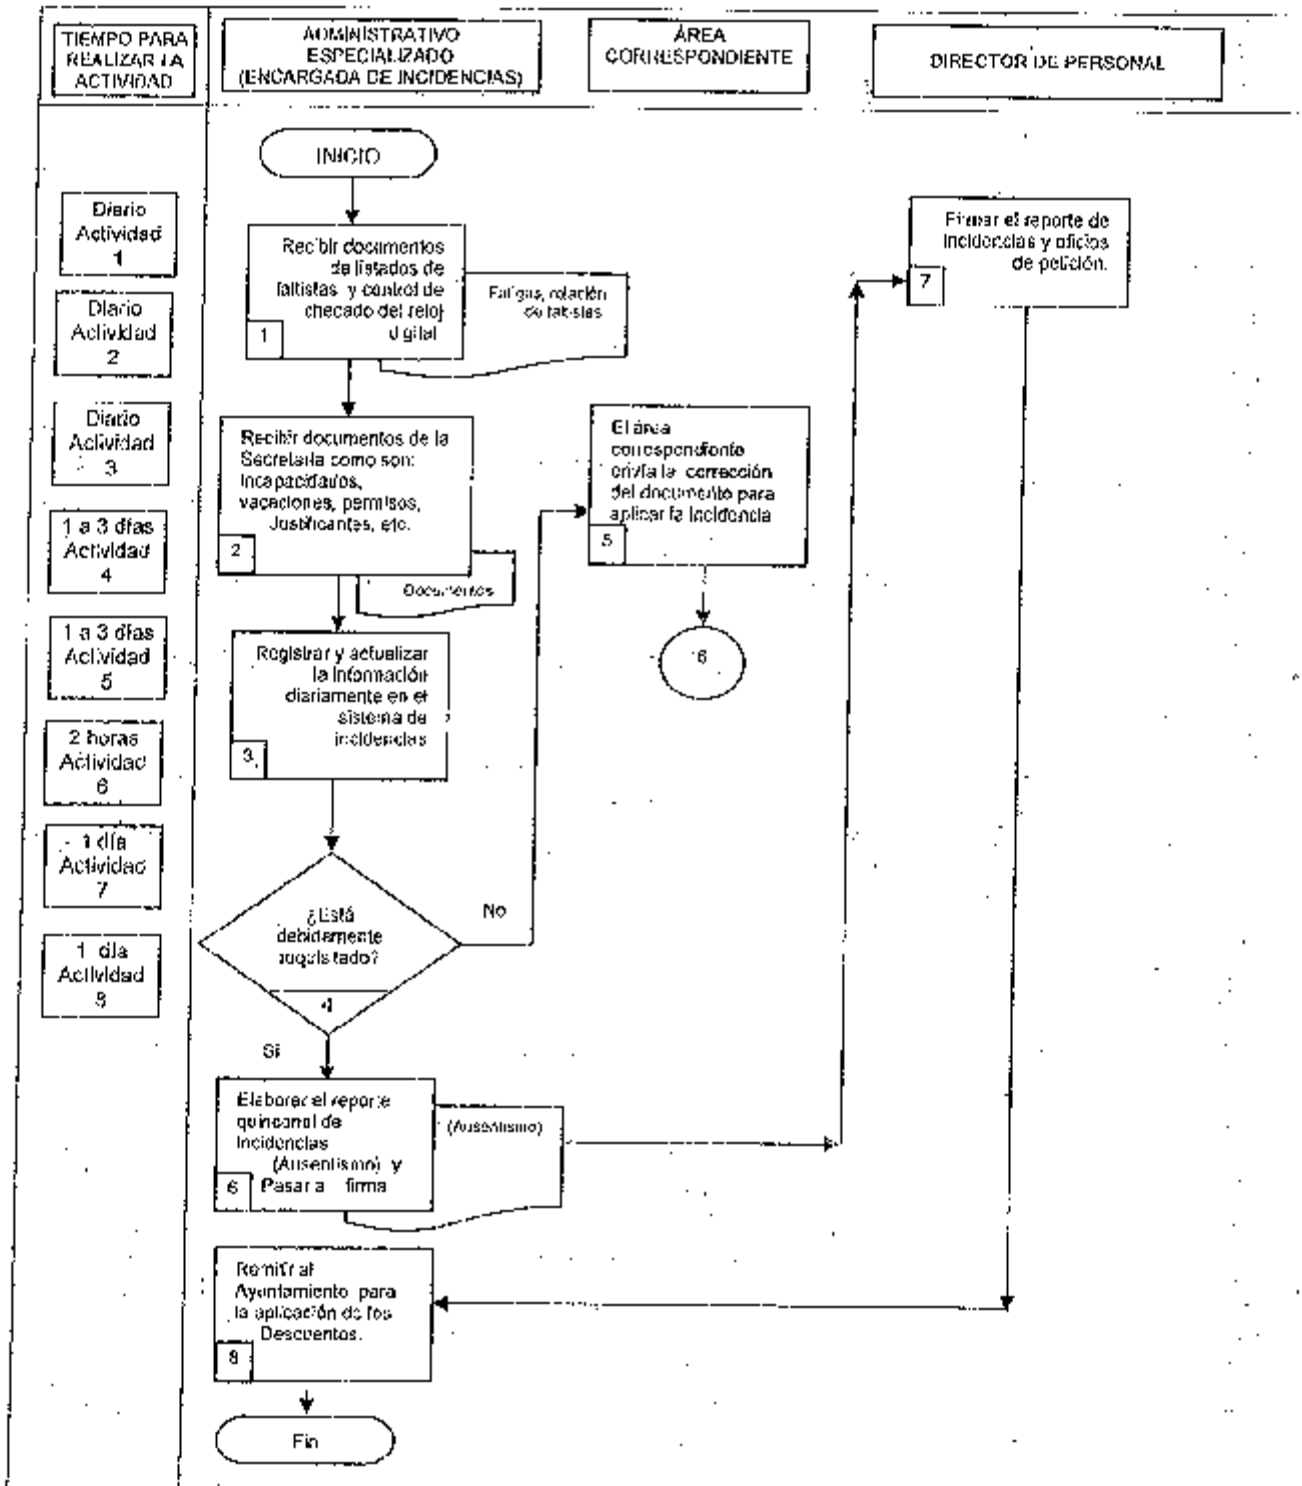 TIEMPO PARA
REALIZAR LA
ACTIVIDAD
ADMINISTRATIVO
ESPECIALIZADO
(ENCARGADA DE INCIDENCIAS)
ÁREA
CORRESPONDIENTE
DIRECTOR DE PERSONAL
INICIO
Diario
Actividad
1
Diario
Actividad
2
Diario
Actividad
3
1 a 3 días
Actividad
4
1 a 3 días
Actividad
5
2 horas
Actividad
6
1 día
Actividad
7
1 día
Actividad
8
Recibir documentos
de listados de
faltistas y control de
checado del reloj
digital
1
Fatigas, relación
de faltistas
Recibir documentos de la
Secretaría como son:
Incapacidades,
vacaciones, permisos,
Justificantes, etc.
2
Documentos
Registrar y actualizar
la información
diariamente en el
sistema de
incidencias
3
¿Está
debidamente
requisitado?
4
No
Si
El área
correspondiente
envía la corrección
del documento para
aplicar la Incidencia
5
6
Elaborar el reporte
quincenal de
Incidencias
(Ausentismo) y
Pasar a firma
6
(Ausentismo)
Firmar el reporte de
Incidencias y oficios
de petición.
7
Remitir al
Ayuntamiento para
la aplicación de los
Descuentos.
8
Fin